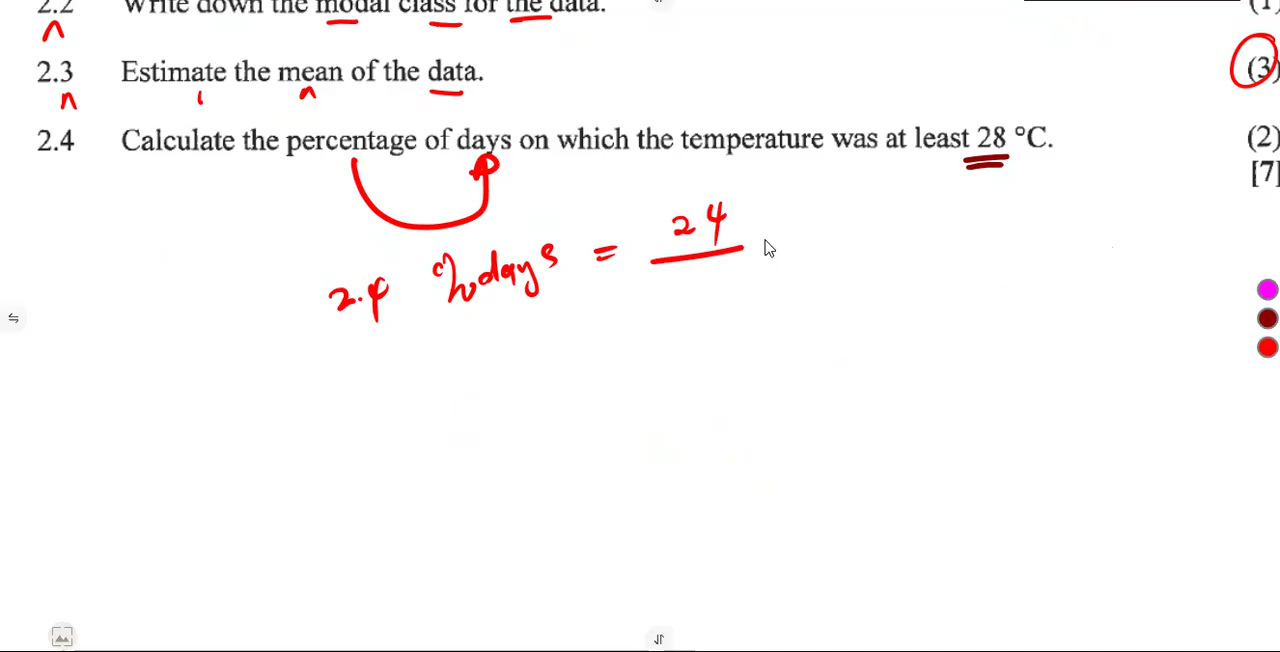 2.2 Write down the modal class for the data. (1)
2.3 Estimate the mean of the data. (3)
2.4 Calculate the percentage of days on which the temperature was at least 28 °C. (2)
[7]
2.4 % days = 24